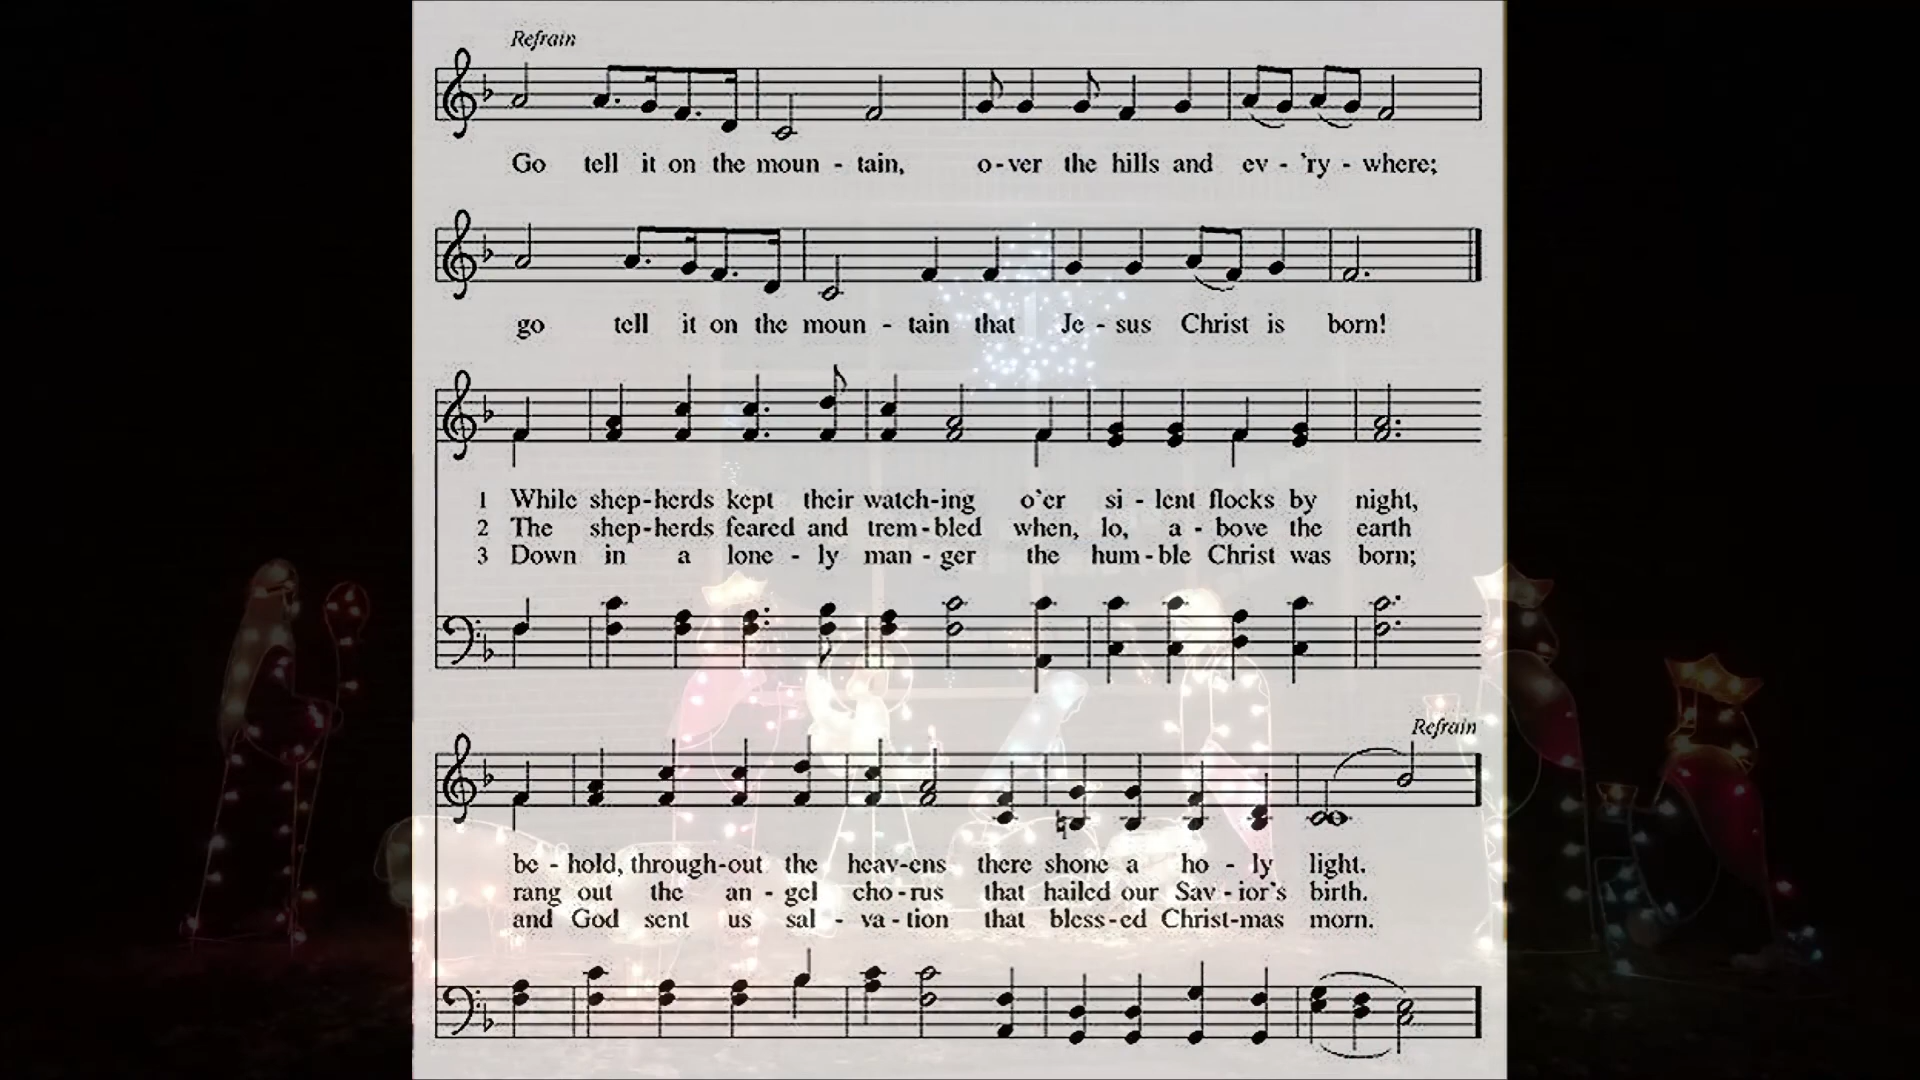 Refrain
Go tell it on the moun - tain, o - ver the hills and ev - 'ry - where;
go tell it on the moun - tain that Je - sus Christ is born!
1 While shep - herds kept their watch - ing o'er si - lent flocks by night,
2 The shep - herds feared and trem - bled when, lo, a - bove the earth
3 Down in a lone - ly man - ger the hum - ble Christ was born;
Refrain
be - hold, through - out the heav - ens there shone a ho - ly light.
rang out the an - gel cho - rus that hailed our Sav - ior's birth.
and God sent us sal - va - tion that bless - ed Christ - mas morn.